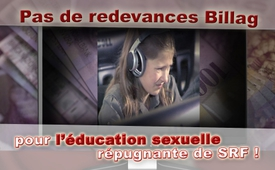 Pas de redevances Billag
pour l'éducation sexuelle
répugnante de SRF !